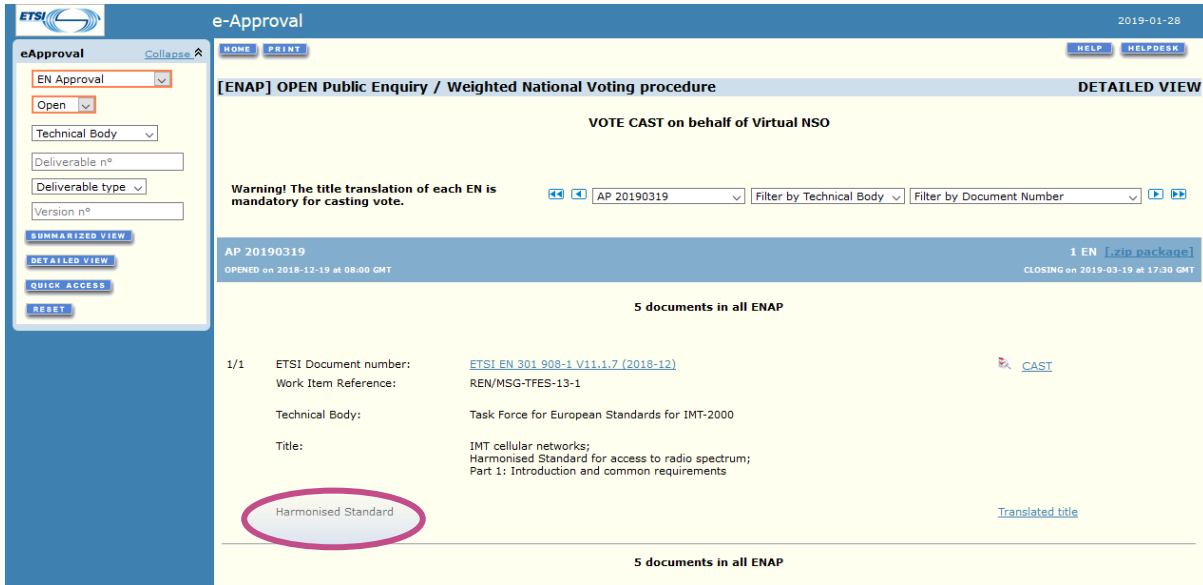 ETSI
e-Approval
2019-01-28
eApproval
Collapse
HOME
PRINT
HELP
HELPDESK
EN Approval
Open
Technical Body
Deliverable n°
Deliverable type
Version n°
SUMMARIZED VIEW
DETAILED VIEW
QUICK ACCESS
RESET
[ENAP] OPEN Public Enquiry / Weighted National Voting procedure
DETAILED VIEW
VOTE CAST on behalf of Virtual NSO
Warning! The title translation of each EN is
mandatory for casting vote.
AP 20190319
Filter by Technical Body
Filter by Document Number
AP 20190319
1 EN [.zip package]
OPENED on 2018-12-19 at 08:00 GMT
CLOSING on 2019-03-19 at 17:30 GMT
5 documents in all ENAP
1/1
ETSI Document number:
ETSI EN 301 908-1 V11.1.7 (2018-12)
CAST
Work Item Reference:
REN/MSG-TFES-13-1
Technical Body:
Task Force for European Standards for IMT-2000
Title:
IMT cellular networks;
Harmonised Standard for access to radio spectrum;
Part 1: Introduction and common requirements
Harmonised Standard
Translated title
5 documents in all ENAP